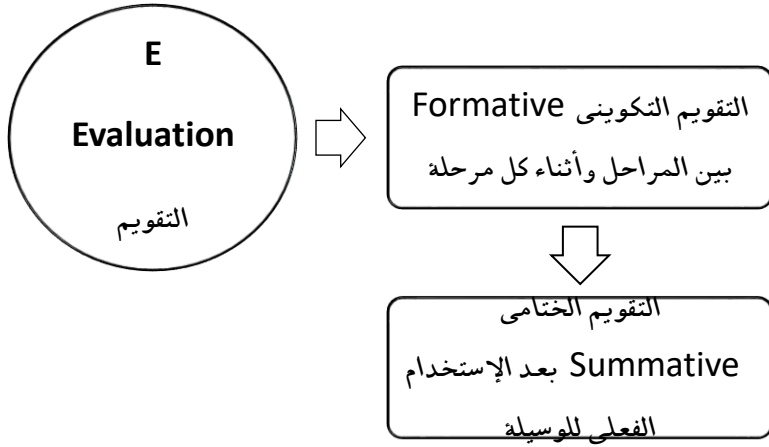 E
Evaluation
التقويم
التقويم التكوينى Formative
بين المراحل وأثناء كل مرحلة
التقويم الختامى
Summative بعد الإستخدام
الفعلى للوسيلة